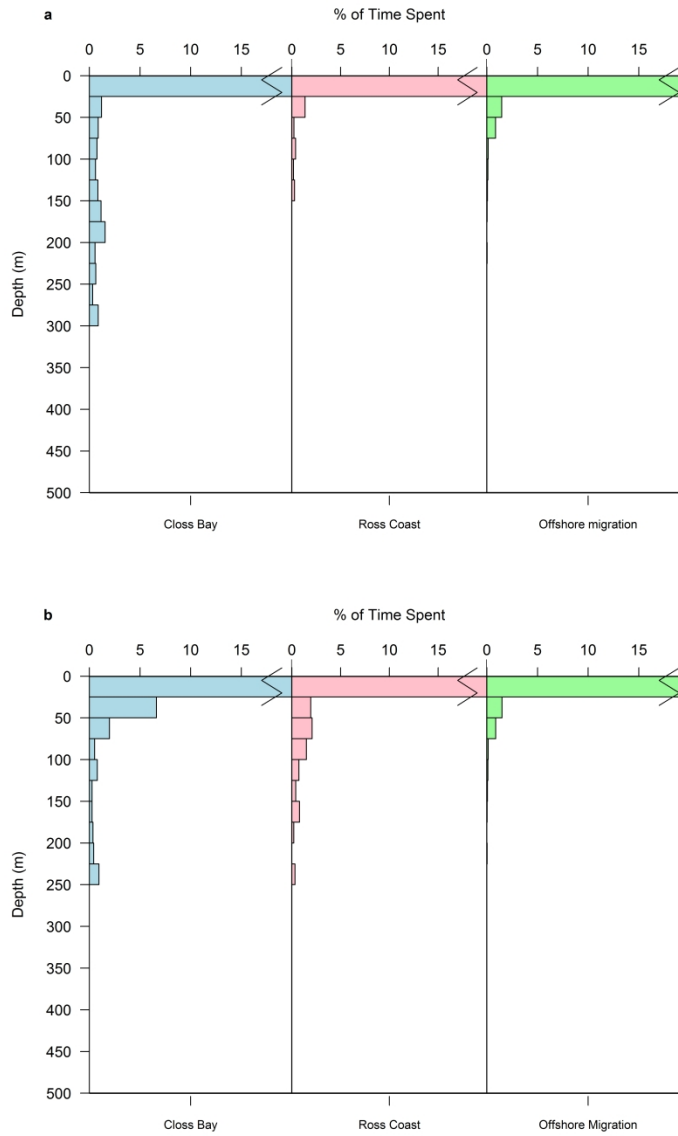 a
% of Time Spent
0 5 10 15 0 5 10 15 0 5 10 15
0
50
100
150
200
250
300
350
400
450
500
Depth (m)
Closs Bay Ross Coast Offshore migration
b
% of Time Spent
0 5 10 15 0 5 10 15 0 5 10 15
0
50
100
150
200
250
300
350
400
450
500
Depth (m)
Closs Bay Ross Coast Offshore Migration